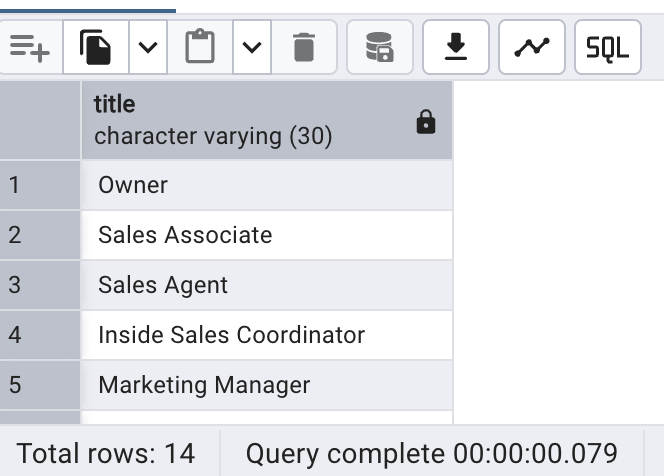 SQL
title
character varying (30)
1 Owner
2 Sales Associate
3 Sales Agent
4 Inside Sales Coordinator
5 Marketing Manager
Total rows: 14 Query complete 00:00:00.079